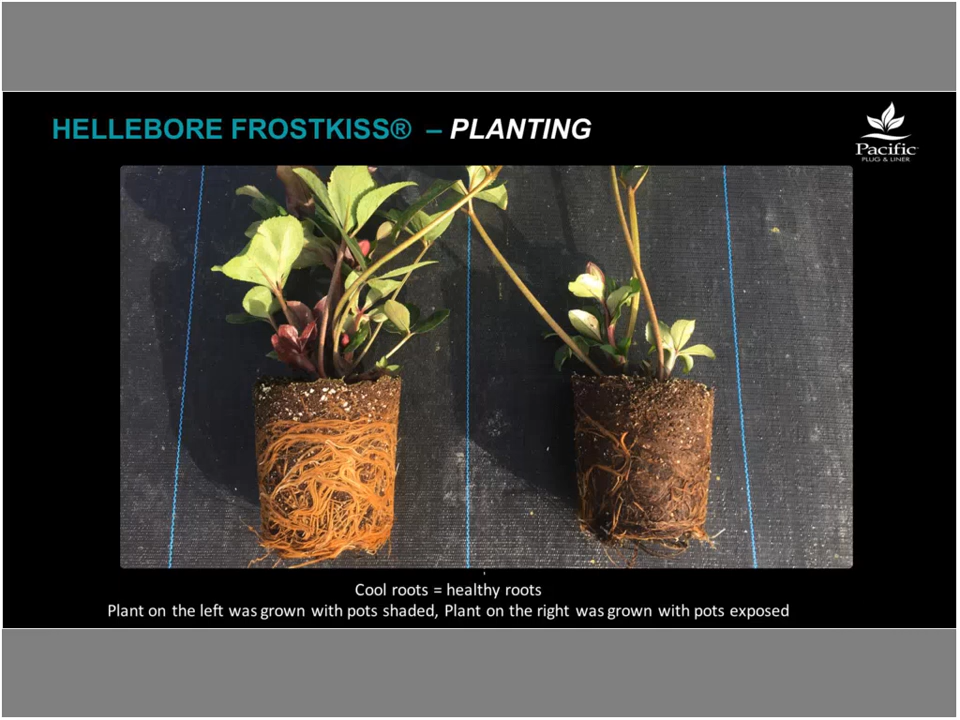 HELLEBORE FROSTKISS® – PLANTING
Pacific
PLUG & LINER
Cool roots = healthy roots
Plant on the left was grown with pots shaded, Plant on the right was grown with pots exposed